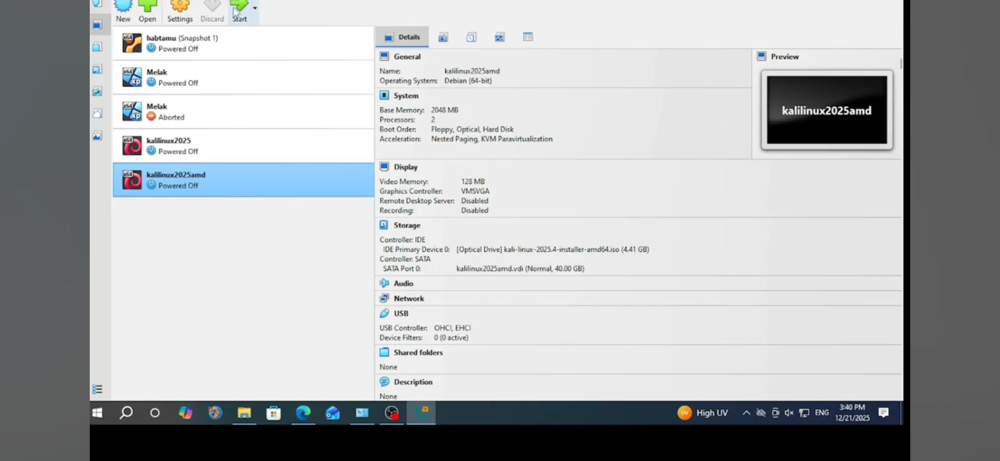 New Open Settings Discard Start
habtamu (Snapshot 1)
Powered Off
Melak
Powered Off
Melak
Aborted
kalilinux2025
Powered Off
kalilinux2025amd
Powered Off
Details
General
Name: kalilinux2025amd
Operating System: Debian (64-bit)
System
Base Memory: 2048 MB
Processors: 2
Boot Order: Floppy, Optical, Hard Disk
Acceleration: Nested Paging, KVM Paravirtualization
Preview
kalilinux2025amd
Display
Video Memory: 128 MB
Graphics Controller: VMSVGA
Remote Desktop Server: Disabled
Recording: Disabled
Storage
Controller: IDE
IDE Primary Device 0: [Optical Drive] kali-linux-2025.4-installer-amd64.iso (4.41 GB)
Controller: SATA
SATA Port 0: kalilinux2025amd.vdi (Normal, 40.00 GB)
Audio
Network
USB
USB Controller: OHCI, EHCI
Device Filters: 0 (0 active)
Shared folders
None
Description
None
UV High UV ENG 3:40 PM
12/21/2025